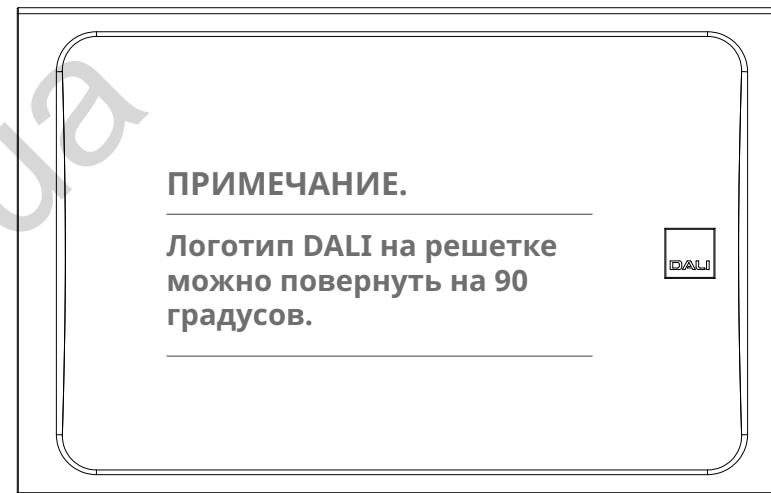 ПРИМЕЧАНИЕ.
Логотип DALI на решетке
можно повернуть на 90
градусов.
DALI